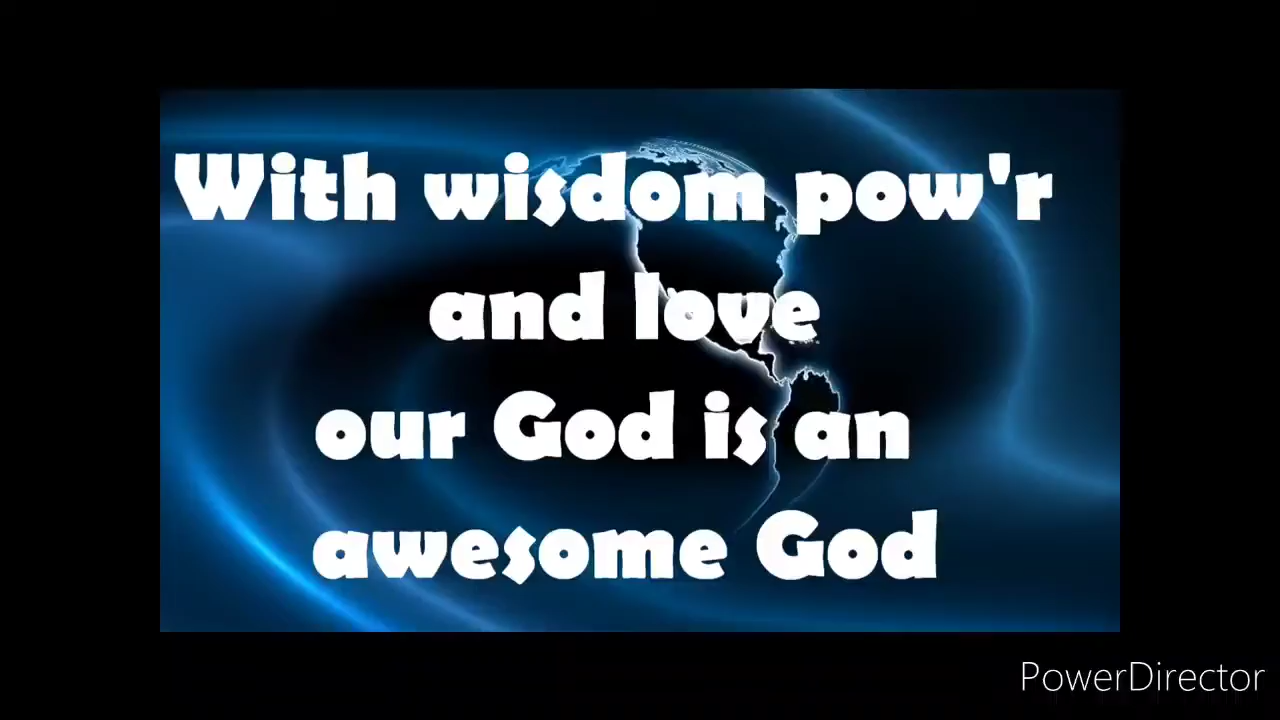 With wisdom pow'r
and love
our God is an
awesome God
PowerDirector